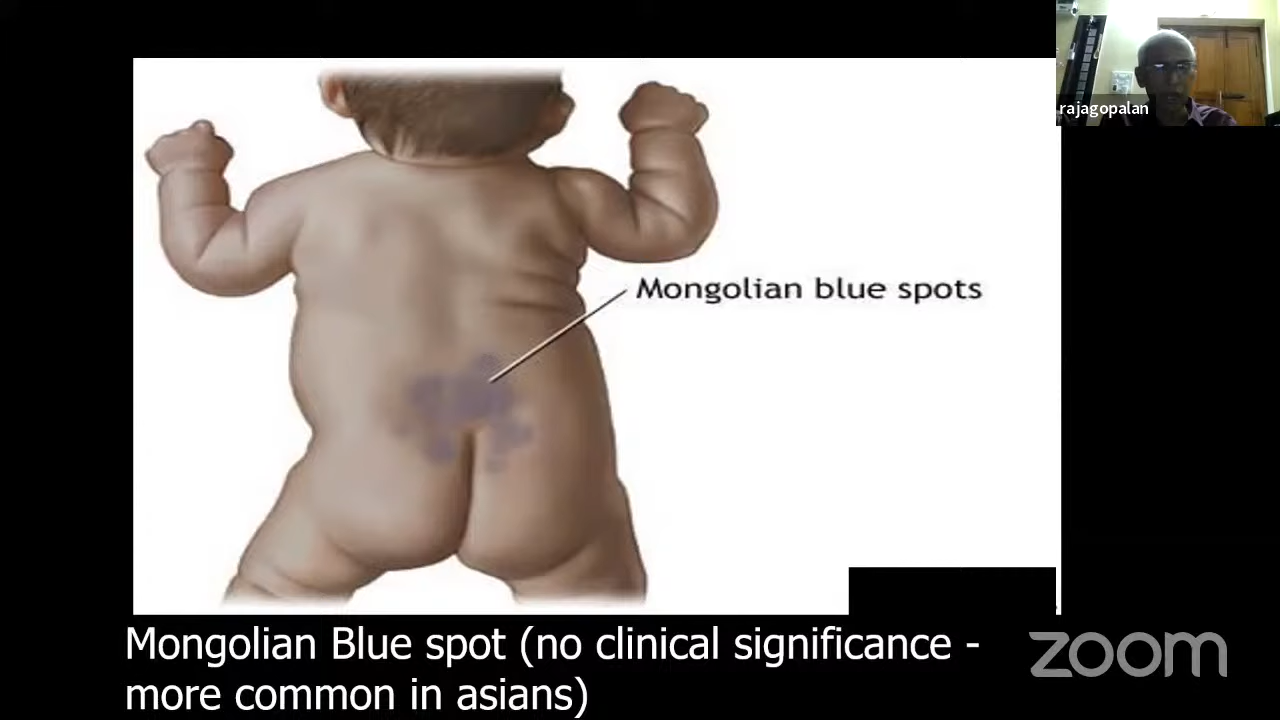 rajagopalan
Mongolian blue spots
Mongolian Blue spot (no clinical significance -
more common in asians)
zoom